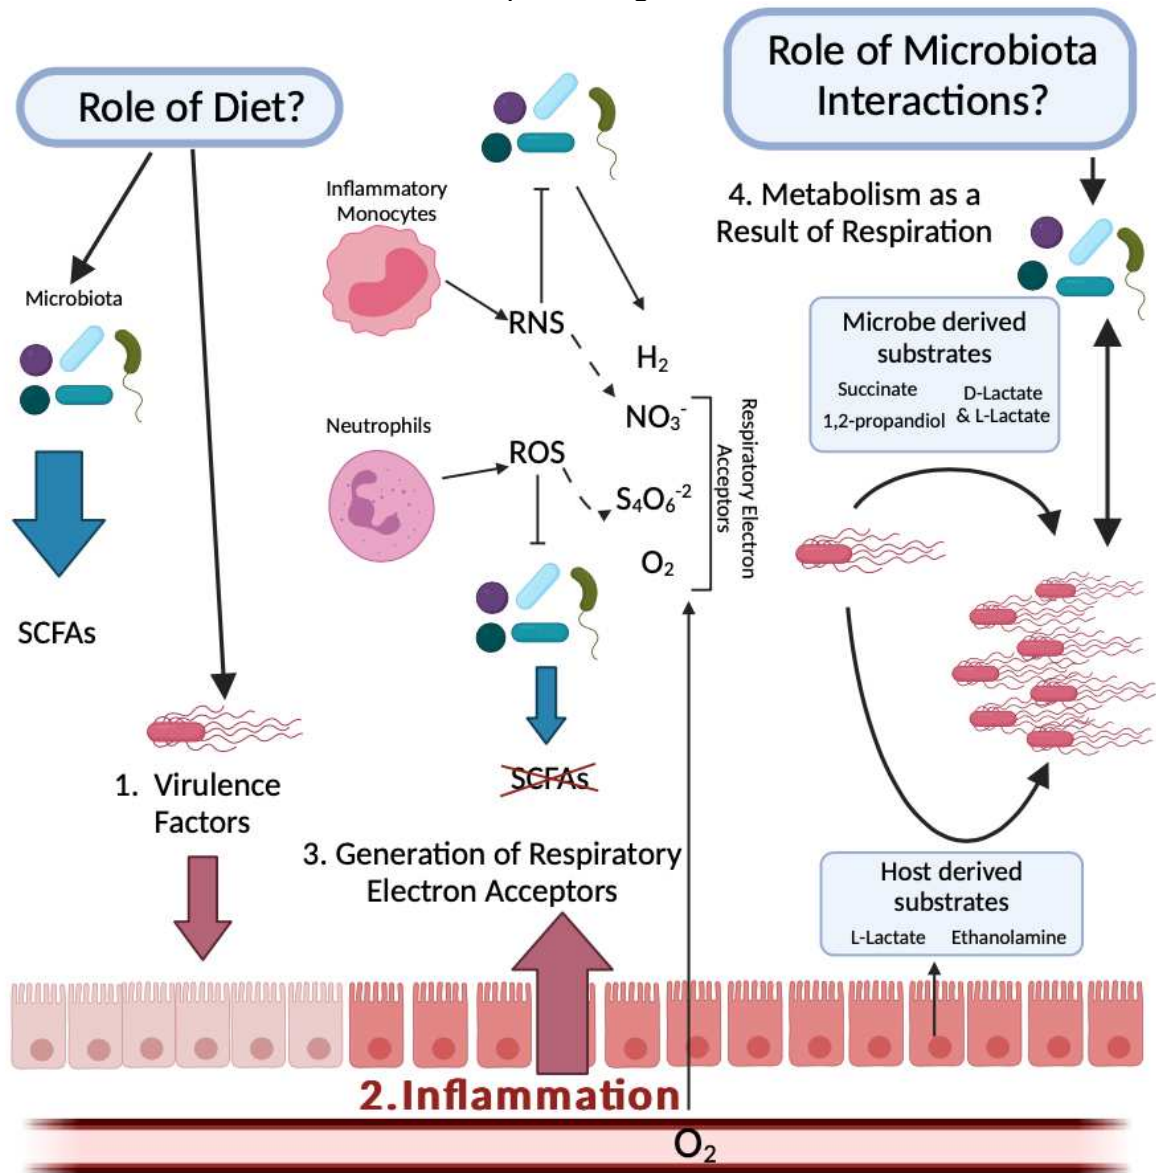 Role of Diet?
Microbiota
SCFAs
1. Virulence
Factors
Inflammatory
Monocytes
RNS
H₂
NO₃⁻
Neutrophils
ROS
S₄O₆⁻²
O₂
Respiratory Electron
Acceptors
SCFAs
3. Generation of Respiratory
Electron Acceptors
2.Inflammation
O₂
Role of Microbiota
Interactions?
4. Metabolism as a
Result of Respiration
Microbe derived
substrates
Succinate
1,2-propandiol
D-Lactate
& L-Lactate
Host derived
substrates
L-Lactate Ethanolamine